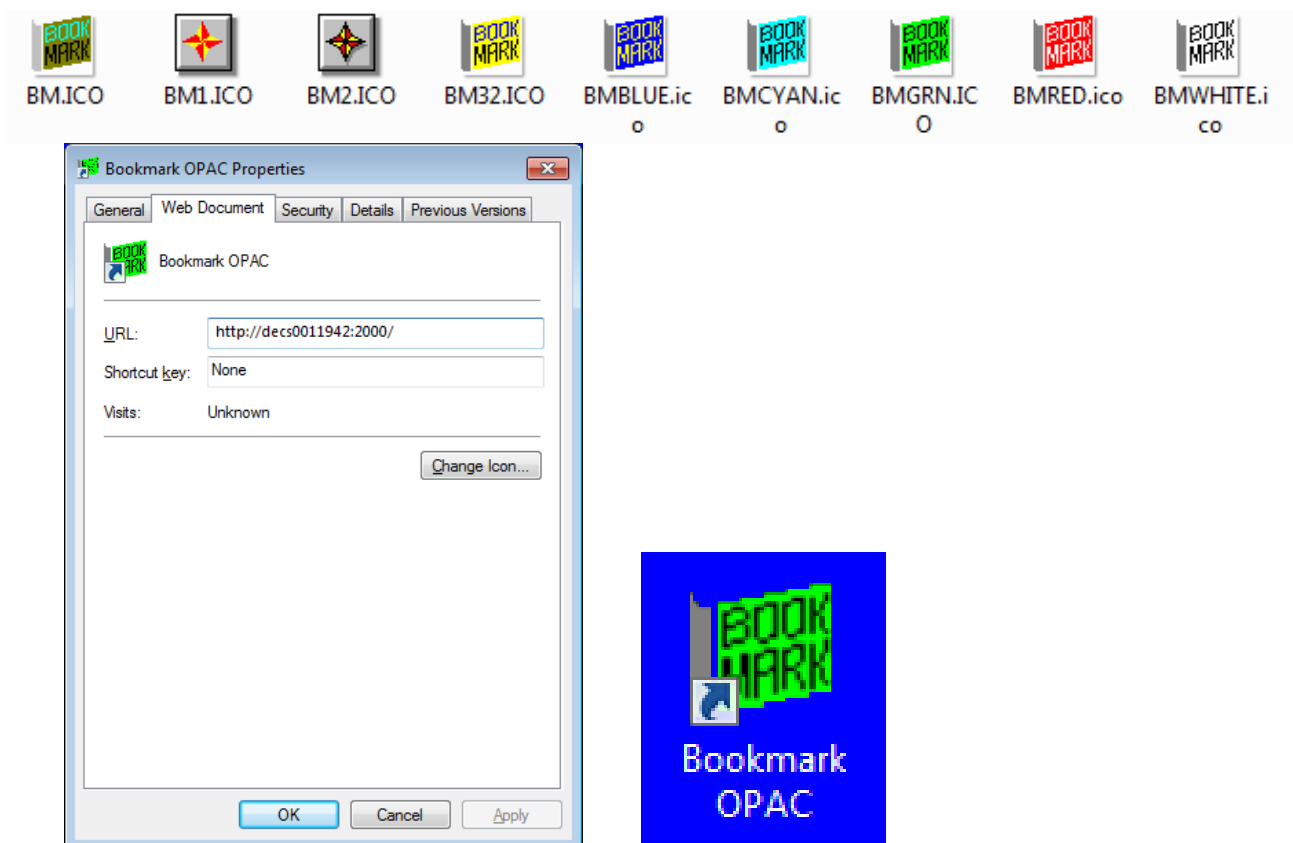 BOOK BOOK BOOK BOOK BOOK BOOK BOOK
MARK MARK MARK MARK MARK MARK MARK
BM.ICO BM1.ICO BM2.ICO BM32.ICO BMBLUE.ic BMCYAN.ic BMGRN.IC BMRED.ico BMWHITE.i
o o O co
Bookmark OPAC Properties
General Web Document Security Details Previous Versions
BOOK
ARK
Bookmark OPAC
URL: http://decs0011942:2000/
Shortcut key: None
Visits: Unknown
Change Icon...
OK Cancel Apply
BOOK
MARK
Bookmark
OPAC